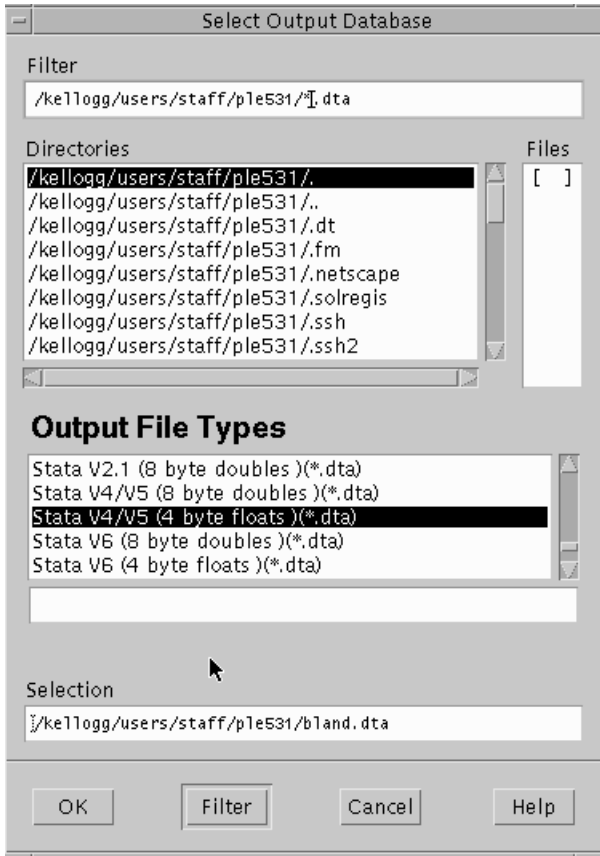 Select Output Database
Filter
/kellogg/users/staff/ple531/*.dta
Directories
Files
/kellogg/users/staff/ple531/.
[ ]
/kellogg/users/staff/ple531/..
/kellogg/users/staff/ple531/.dt
/kellogg/users/staff/ple531/.fm
/kellogg/users/staff/ple531/.netscape
/kellogg/users/staff/ple531/.solregis
/kellogg/users/staff/ple531/.ssh
/kellogg/users/staff/ple531/.ssh2
Output File Types
Stata V2.1 (8 byte doubles )(*.dta)
Stata V4/V5 (8 byte doubles )(*.dta)
Stata V4/V5 (4 byte floats )(*.dta)
Stata V6 (8 byte doubles )(*.dta)
Stata V6 (4 byte floats )(*.dta)
Selection
/kellogg/users/staff/ple531/bland.dta
OK
Filter
Cancel
Help